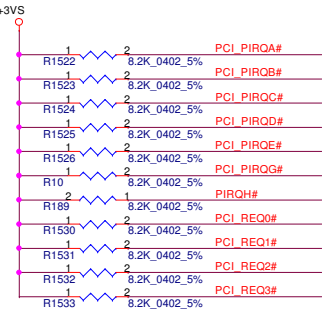 +3VS
1 2 PCI_PIRQA#
R1522 8.2K_0402_5%
1 2 PCI_PIRQB#
R1523 8.2K_0402_5%
1 2 PCI_PIRQC#
R1524 8.2K_0402_5%
1 2 PCI_PIRQD#
R1525 8.2K_0402_5%
1 2 PCI_PIRQE#
R1526 8.2K_0402_5%
1 2 PCI_PIRQG#
R10 8.2K_0402_5%
2 1 PIRQH#
R189 8.2K_0402_5%
1 2 PCI_REQ0#
R1530 8.2K_0402_5%
1 2 PCI_REQ1#
R1531 8.2K_0402_5%
1 2 PCI_REQ2#
R1532 8.2K_0402_5%
1 2 PCI_REQ3#
R1533 8.2K_0402_5%